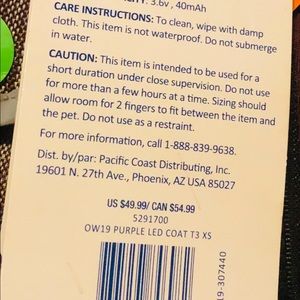 3.6v , 40mAh
CARE INSTRUCTIONS: To clean, wipe with damp
cloth. This item is not waterproof. Do not submerge
in water.
CAUTION: This item is intended to be used for a
short duration under close supervision. Do not use
for more than a few hours at a time. Sizing should
allow room for 2 fingers to fit between the item and
the pet. Do not use as a restraint.
For more information, call 1-888-839-9638.
Dist. by/par: Pacific Coast Distributing, Inc.
19601 N. 27th Ave., Phoenix, AZ USA 85027
US $49.99/ CAN $54.99
5291700
OW19 PURPLE LED COAT T3 XS
19-307440